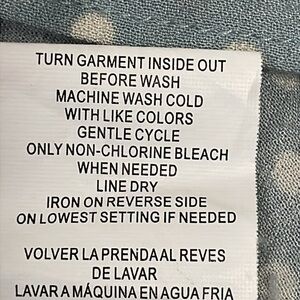 TURN GARMENT INSIDE OUT
BEFORE WASH
MACHINE WASH COLD
WITH LIKE COLORS
GENTLE CYCLE
ONLY NON-CHLORINE BLEACH
WHEN NEEDED
LINE DRY
IRON ON REVERSE SIDE
ON LOWEST SETTING IF NEEDED
VOLVER LA PRENDA AL REVES
DE LAVAR
LAVAR A MÁQUINA EN AGUA FRIA